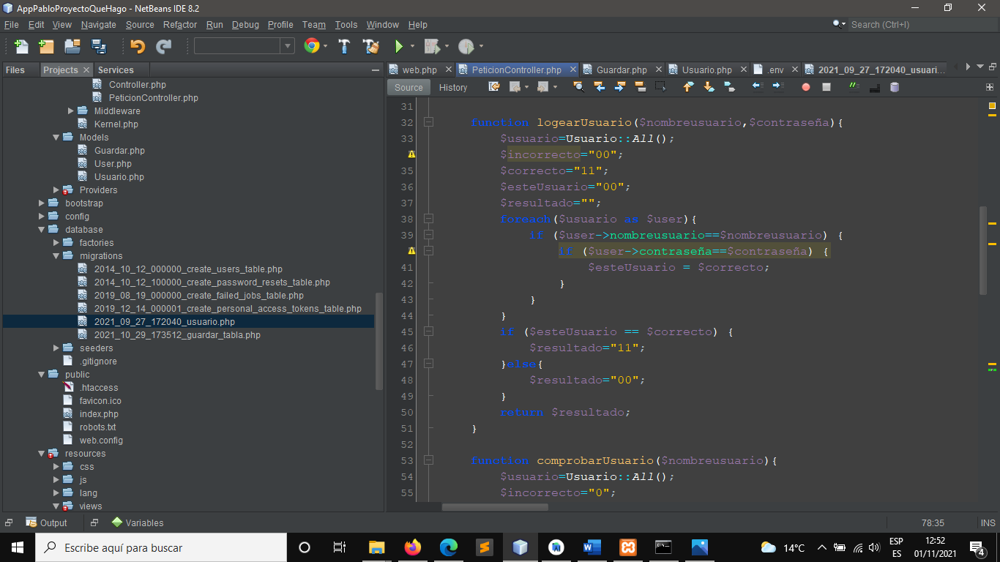 AppPabloProyectoQueHago - NetBeans IDE 8.2
File Edit View Navigate Source Refactor Run Debug Profile Team Tools Window Help
Search (Ctrl+I)
Files Projects Services
Controller.php
PeticionController.php
Middleware
Kernel.php
Models
Guardar.php
User.php
Usuario.php
Providers
bootstrap
config
database
factories
migrations
2014_10_12_000000_create_users_table.php
2014_10_12_100000_create_password_resets_table.php
2019_08_19_000000_create_failed_jobs_table.php
2019_12_14_000001_create_personal_access_tokens_table.php
2021_09_27_172040_usuario.php
2021_10_29_173512_guardar_tabla.php
seeders
.gitignore
public
.htaccess
favicon.ico
index.php
robots.txt
web.config
resources
css
js
lang
views
web.php PeticionController.php Guardar.php Usuario.php .env 2021_09_27_172040_usuari...
Source History
31
32 function logearUsuario($nombreusuario,$contraseña){
33 $usuario=Usuario::All();
$incorrecto="00";
35 $correcto="11";
36 $esteUsuario="00";
37 $resultado="";
38 foreach($usuario as $user){
39 if ($user->nombreusuario==$nombreusuario) {
if ($user->contraseña==$contraseña) {
41 $esteUsuario = $correcto;
42 }
43 }
44 }
45 if ($esteUsuario == $correcto) {
46 $resultado="11";
47 }else{
48 $resultado="00";
49 }
50 return $resultado;
51 }
52
53 function comprobarUsuario($nombreusuario){
54 $usuario=Usuario::All();
55 $incorrecto="0";
Output Variables
78:35 INS
Escribe aquí para buscar
14°C
ESP
ES
12:52
01/11/2021
4